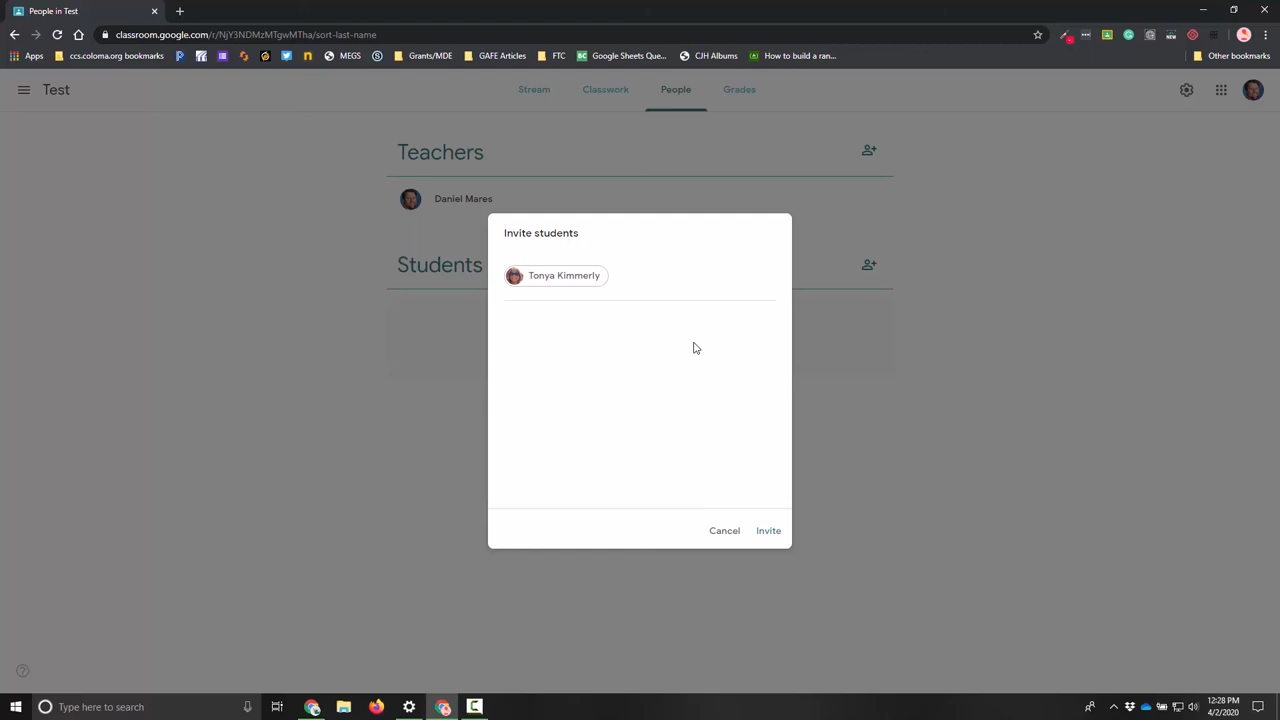 People in Test
classroom.google.com/r/NjY3NDMzMTgwMTha/sort-last-name
Apps ccs.coloma.org bookmarks MEGS Grants/MDE GAFE Articles FTC BC Google Sheets Que... CJH Albums How to build a ran... Other bookmarks
Test Stream Classwork People Grades
Teachers
Daniel Mares
Invite students
Students
Tonya Kimmerly
Cancel Invite
Type here to search
12:28 PM
4/2/2020